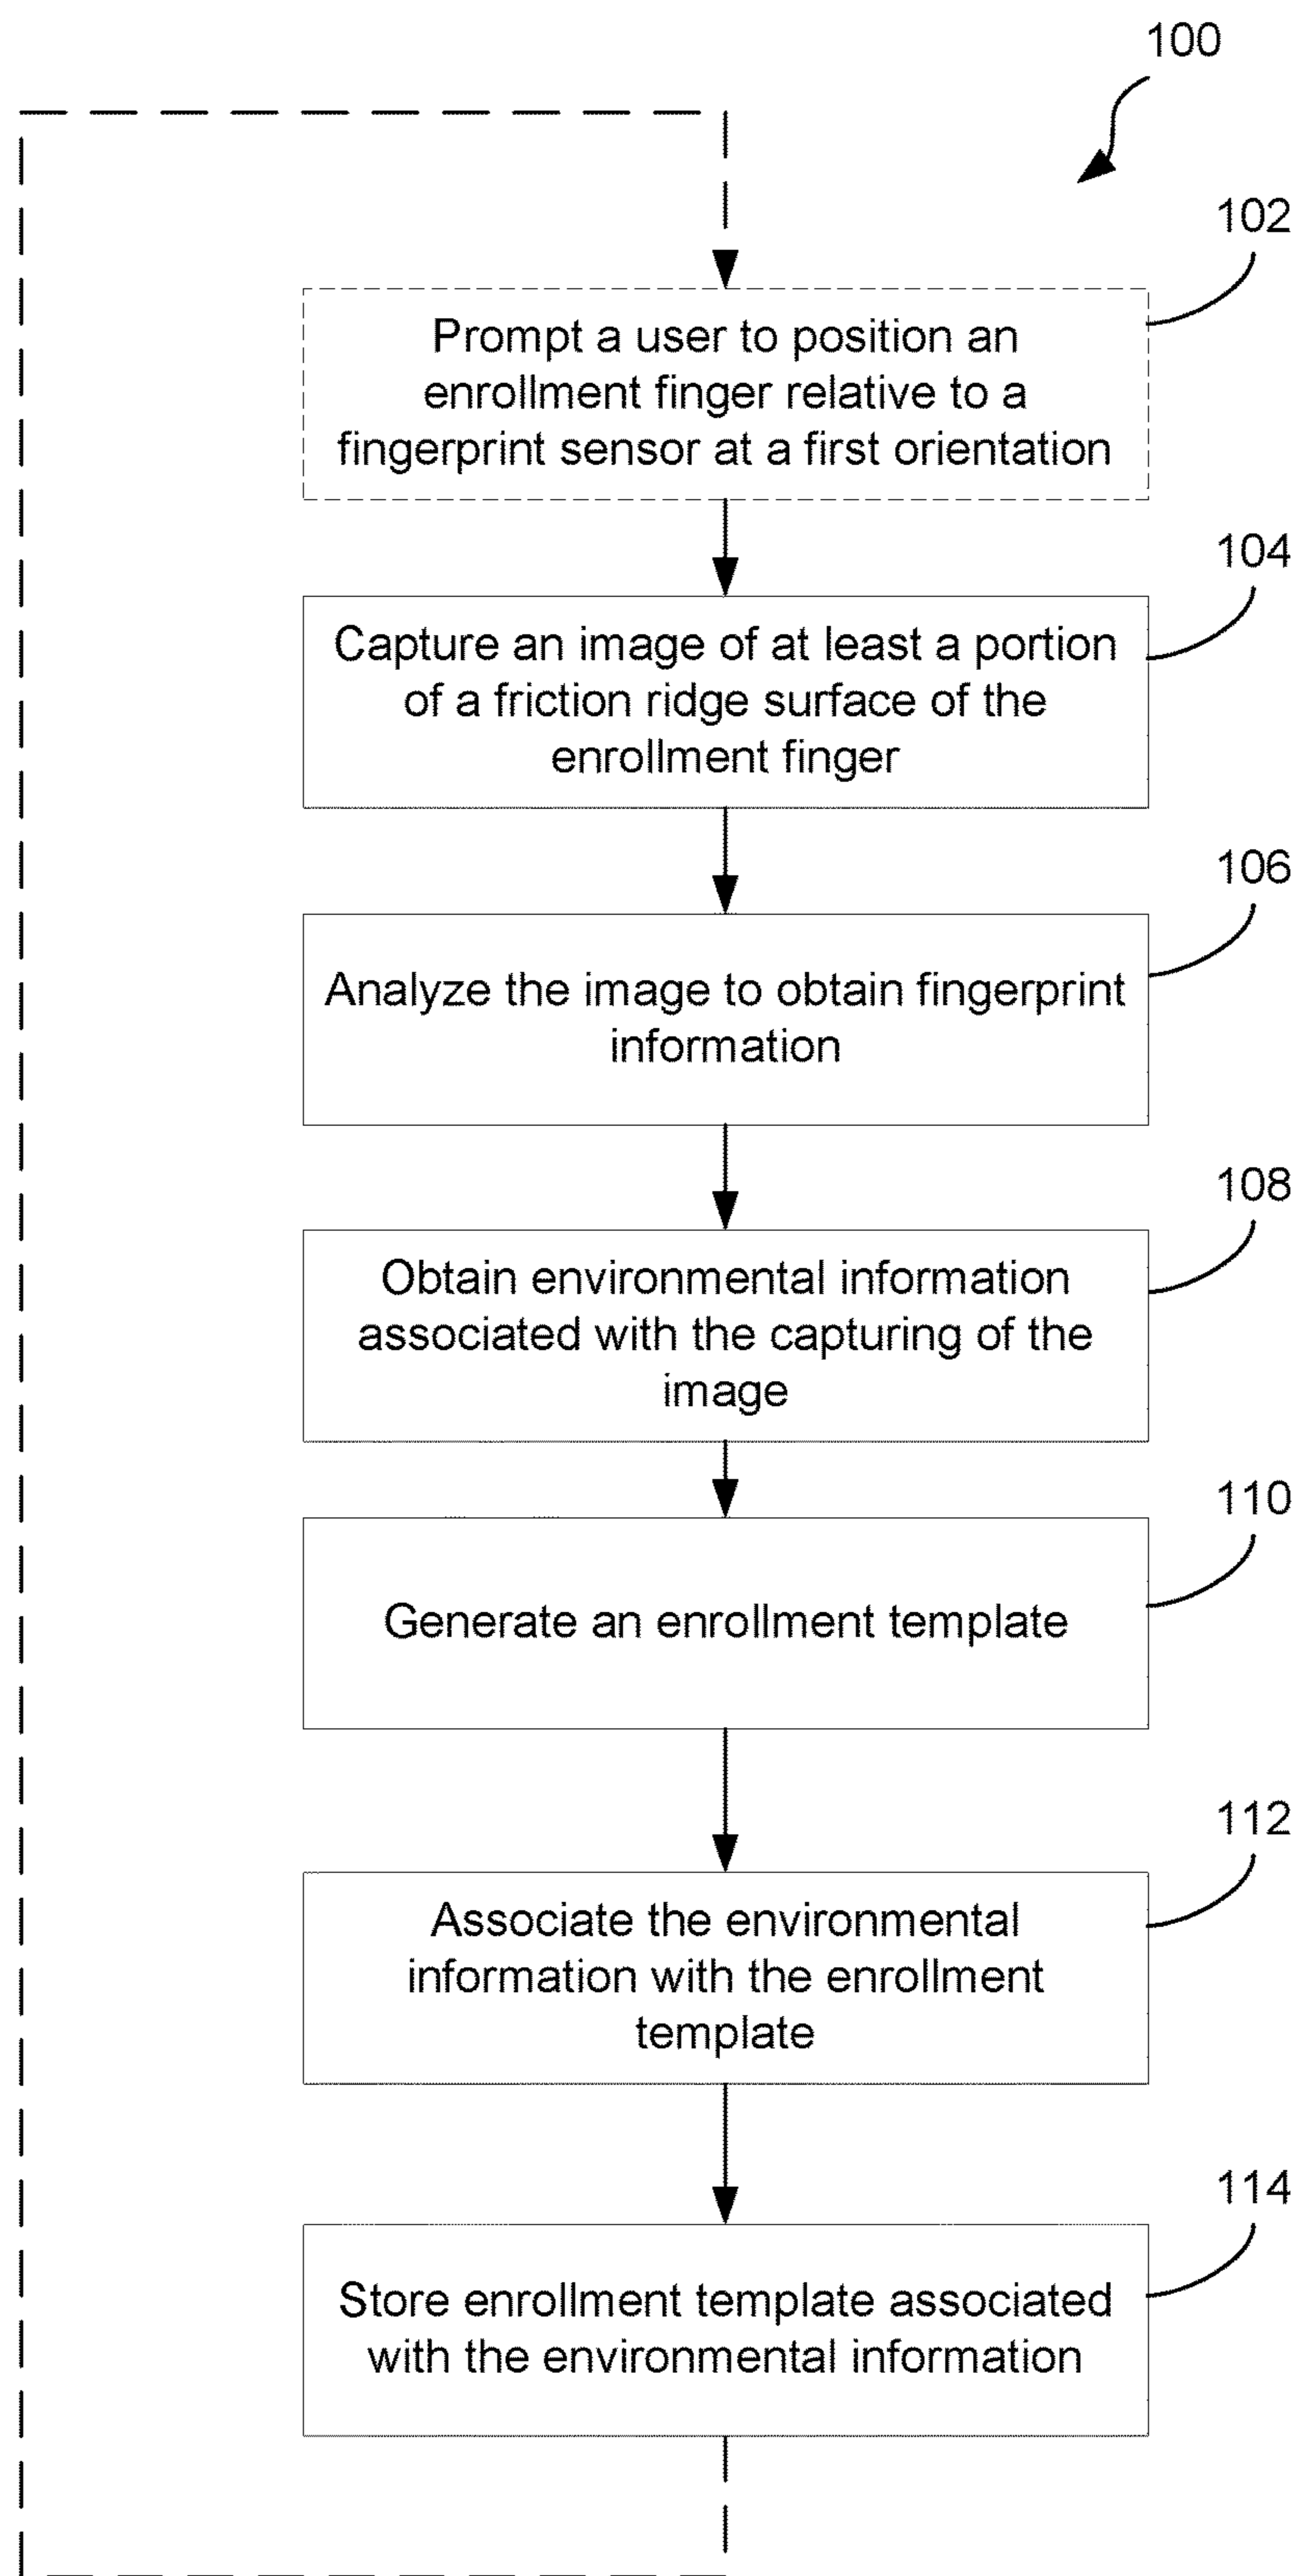 100
102
Prompt a user to position an
enrollment finger relative to a
fingerprint sensor at a first orientation
104
Capture an image of at least a portion
of a friction ridge surface of the
enrollment finger
106
Analyze the image to obtain fingerprint
information
108
Obtain environmental information
associated with the capturing of the
image
110
Generate an enrollment template
112
Associate the environmental
information with the enrollment
template
114
Store enrollment template associated
with the environmental information